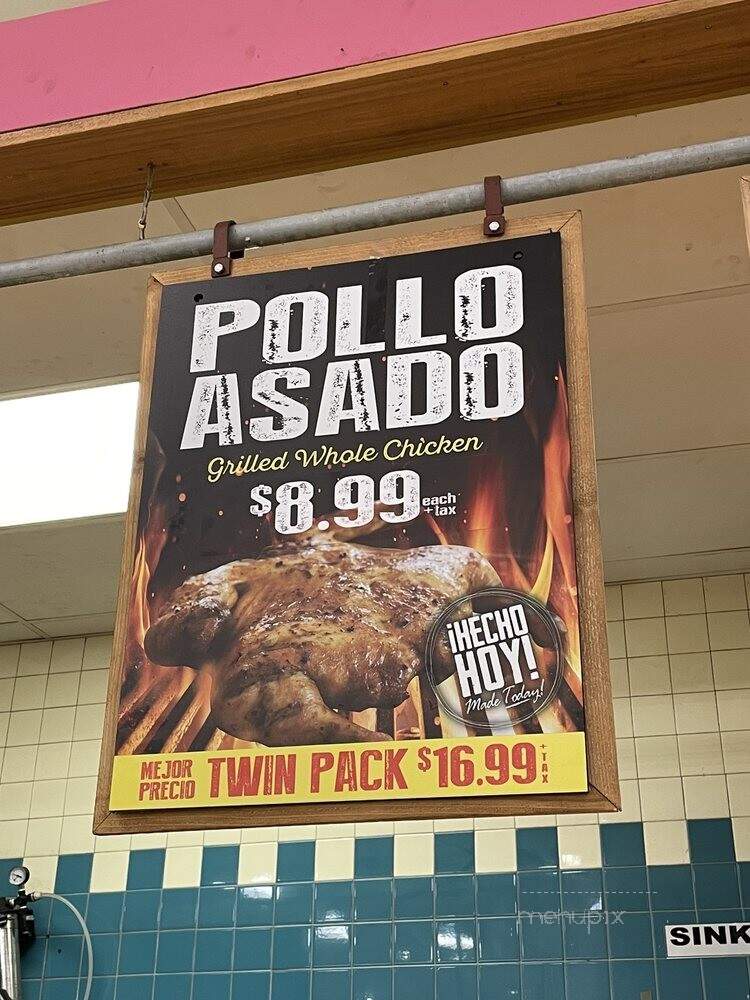 POLLO
ASADO
Grilled Whole Chicken
$8.99 each + tax
¡HECHO
HOY!
Made Today!
MEJOR
PRECIO
TWIN PACK $16.99 + TAX
menupix
SINK